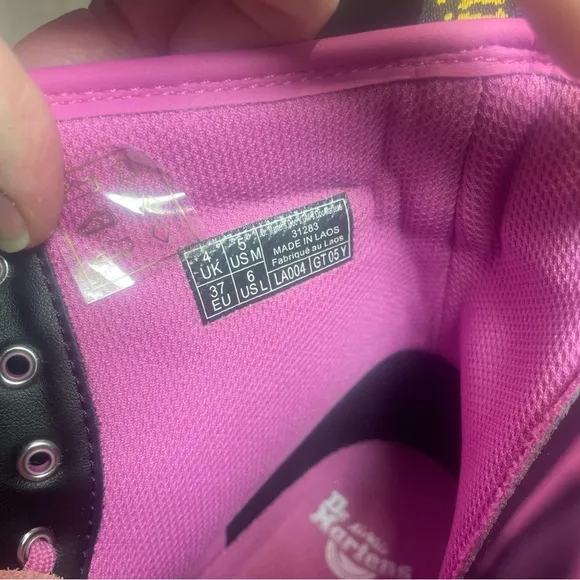 4 UK
5 US M
37 EU
6 US L
31283
MADE IN LAOS
Fabriqué au Laos
LA004
GT05Y
Dr.
Martens